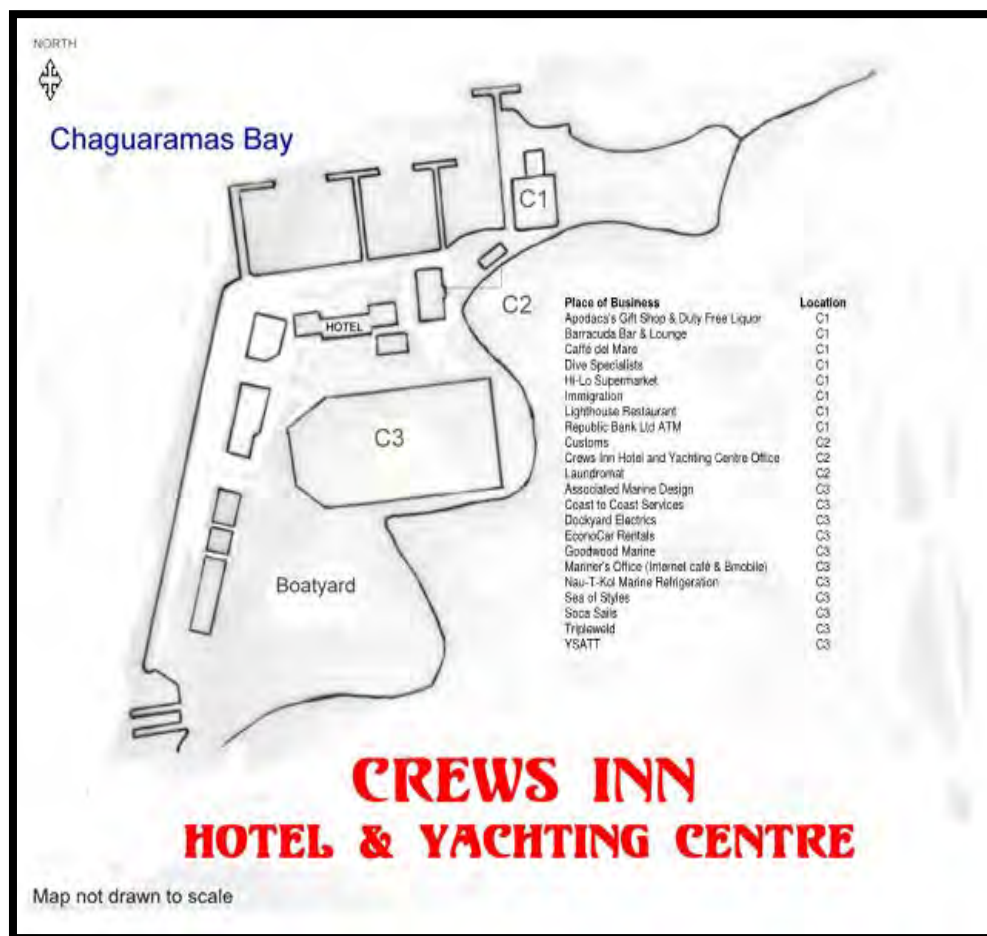 NORTH
Chaguaramas Bay
C1
C2
HOTEL
C3
Boatyard
Place of Business Location
Apodaca's Gift Shop & Duty Free Liquor C1
Barracuda Bar & Lounge C1
Caffé del Mare C1
Dive Specialists C1
Hi-Lo Supermarket C1
Immigration C1
Lighthouse Restaurant C1
Republic Bank Ltd ATM C1
Customs C2
Crews Inn Hotel and Yachting Centre Office C2
Laundromat C2
Associated Marine Design C3
Coast to Coast Services C3
Dockyard Electrics C3
EconoCar Rentals C3
Goodwood Marine C3
Mariner's Office (Internet café & Bmobile) C3
Nau-T-Kol Marine Refrigeration C3
Sea of Styles C3
Soca Sails C3
Tripleweld C3
YSATT C3
CREWS INN
HOTEL & YACHTING CENTRE
Map not drawn to scale